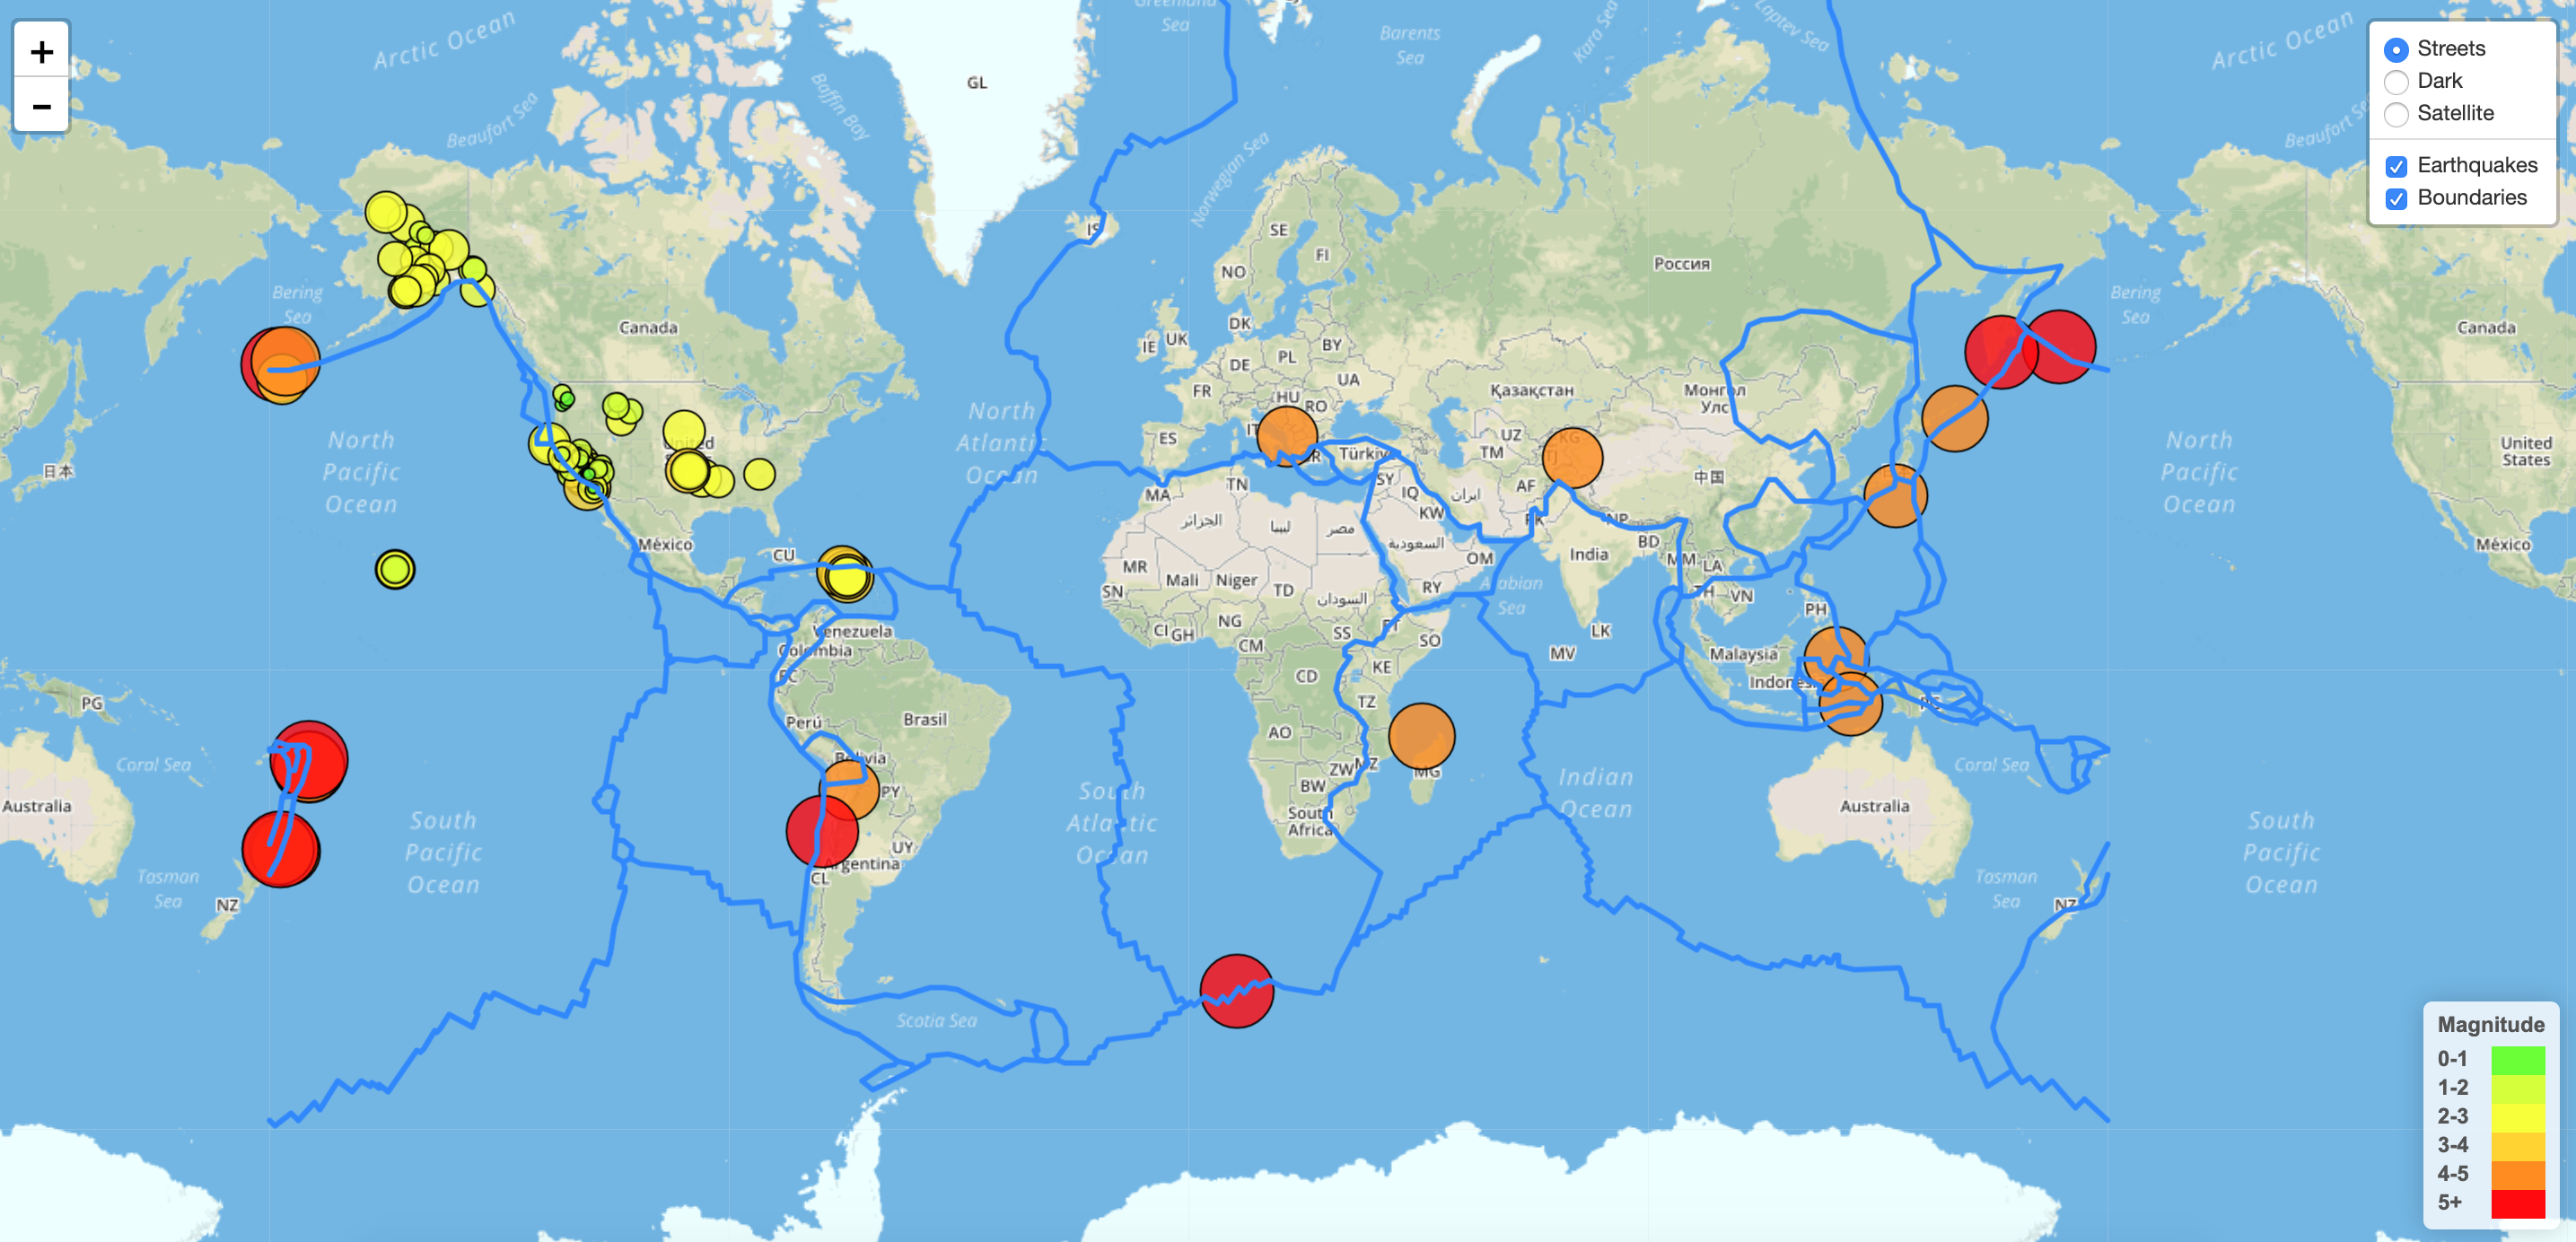 +
−
Streets
Dark
Satellite
Earthquakes
Boundaries
Arctic Ocean
Beaufort Sea
Baffin Bay
GL
Greenland
Sea
Barents
Sea
Kara Sea
Laptev Sea
Arctic Ocean
Norwegian Sea
IS
SE
FI
NO
Россия
Bering
Sea
Bering
Sea
Canada
Canada
DK
IE
UK
BY
PL
DE
UA
FR
HU
RO
Қазақстан
Монгол
Улс
North
Pacific
Ocean
North
Atlantic
Ocean
North
Pacific
Ocean
United
States
日本
ES
IT
UZ
TM
KG
TJ
Türkiye
SY
IQ
ایران
AF
中国
MA
TN
KW
PK
NP
الجزائر
ليبيا
مصر
السعودية
México
México
CU
OM
India
BD
MM
LA
MR
Mali
Niger
TD
السودان
RY
Arabian
Sea
SN
TH
VN
PH
CI
GH
NG
SS
ET
SO
LK
Venezuela
Colombia
CM
KE
MV
Malaysia
EC
CD
Indonesia
PG
TZ
PG
Perú
Brasil
AO
Bolivia
ZW
MZ
MG
Coral Sea
Coral Sea
BW
PY
Australia
South
Pacific
Ocean
South
Atlantic
Ocean
South
Africa
Indian
Ocean
Australia
South
Pacific
Ocean
UY
Argentina
CL
Tasman
Sea
NZ
Tasman
Sea
NZ
Scotia Sea
Magnitude
0-1
1-2
2-3
3-4
4-5
5+